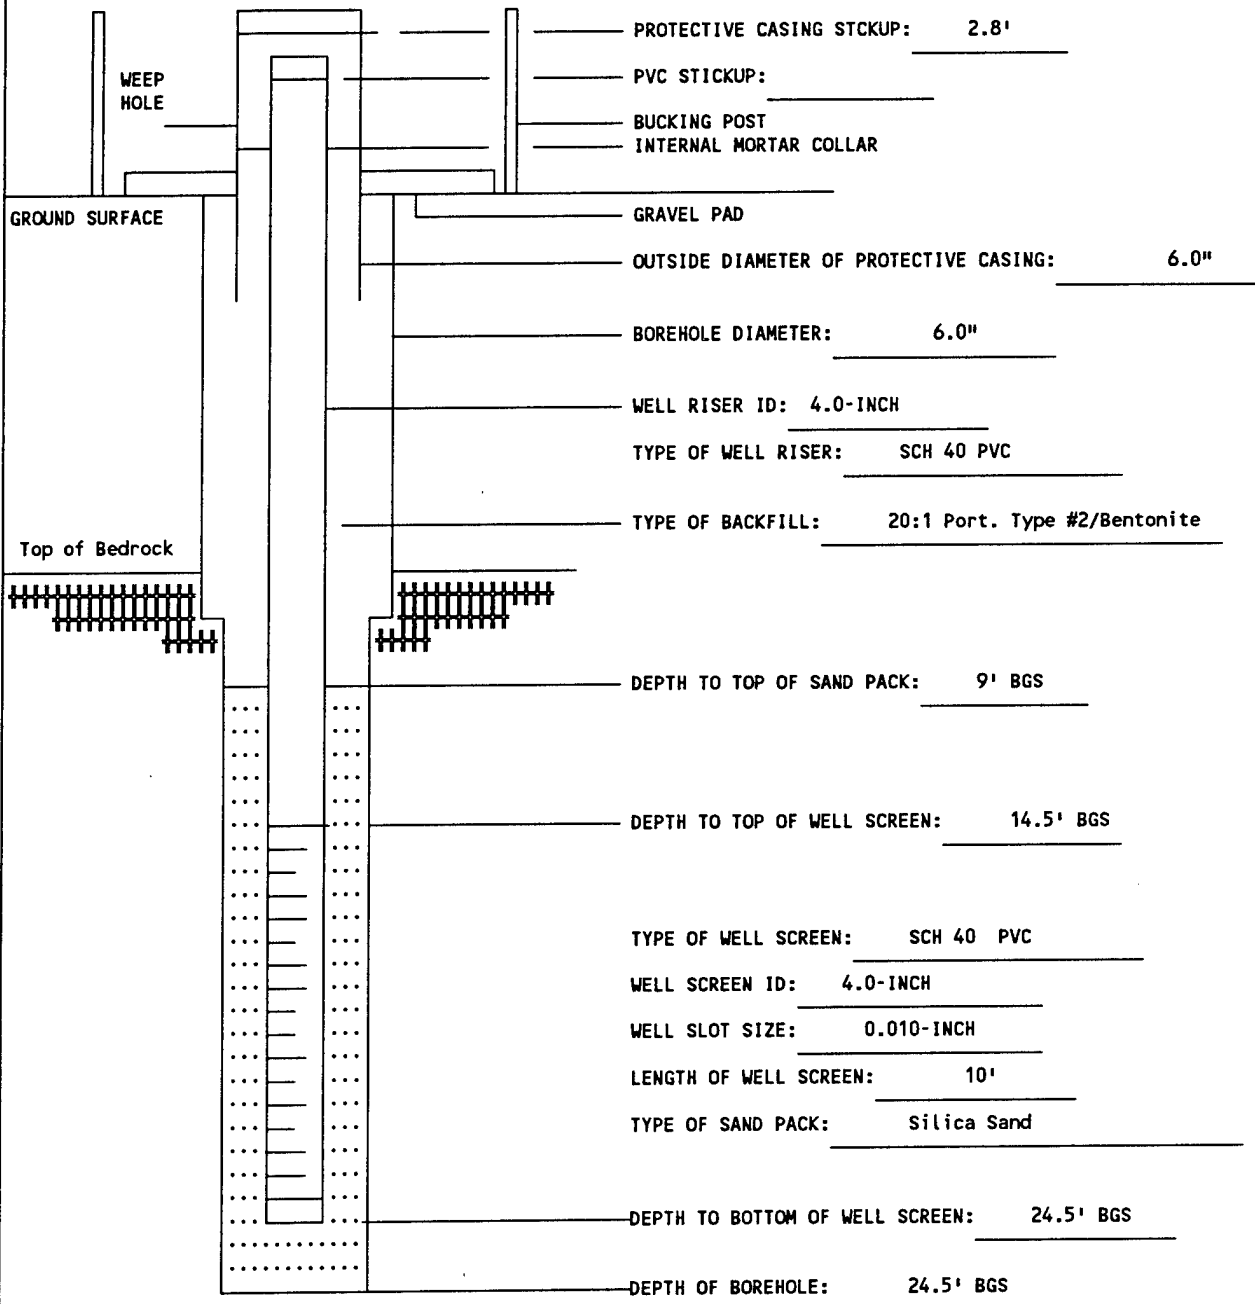 PROTECTIVE CASING STCKUP: 2.8'
WEEP HOLE
PVC STICKUP:
BUCKING POST
INTERNAL MORTAR COLLAR
GROUND SURFACE
GRAVEL PAD
OUTSIDE DIAMETER OF PROTECTIVE CASING: 6.0"
BOREHOLE DIAMETER: 6.0"
WELL RISER ID: 4.0-INCH
TYPE OF WELL RISER: SCH 40 PVC
TYPE OF BACKFILL: 20:1 Port. Type #2/Bentonite
Top of Bedrock
DEPTH TO TOP OF SAND PACK: 9' BGS
DEPTH TO TOP OF WELL SCREEN: 14.5' BGS
TYPE OF WELL SCREEN: SCH 40 PVC
WELL SCREEN ID: 4.0-INCH
WELL SLOT SIZE: 0.010-INCH
LENGTH OF WELL SCREEN: 10'
TYPE OF SAND PACK: Silica Sand
DEPTH TO BOTTOM OF WELL SCREEN: 24.5' BGS
DEPTH OF BOREHOLE: 24.5' BGS